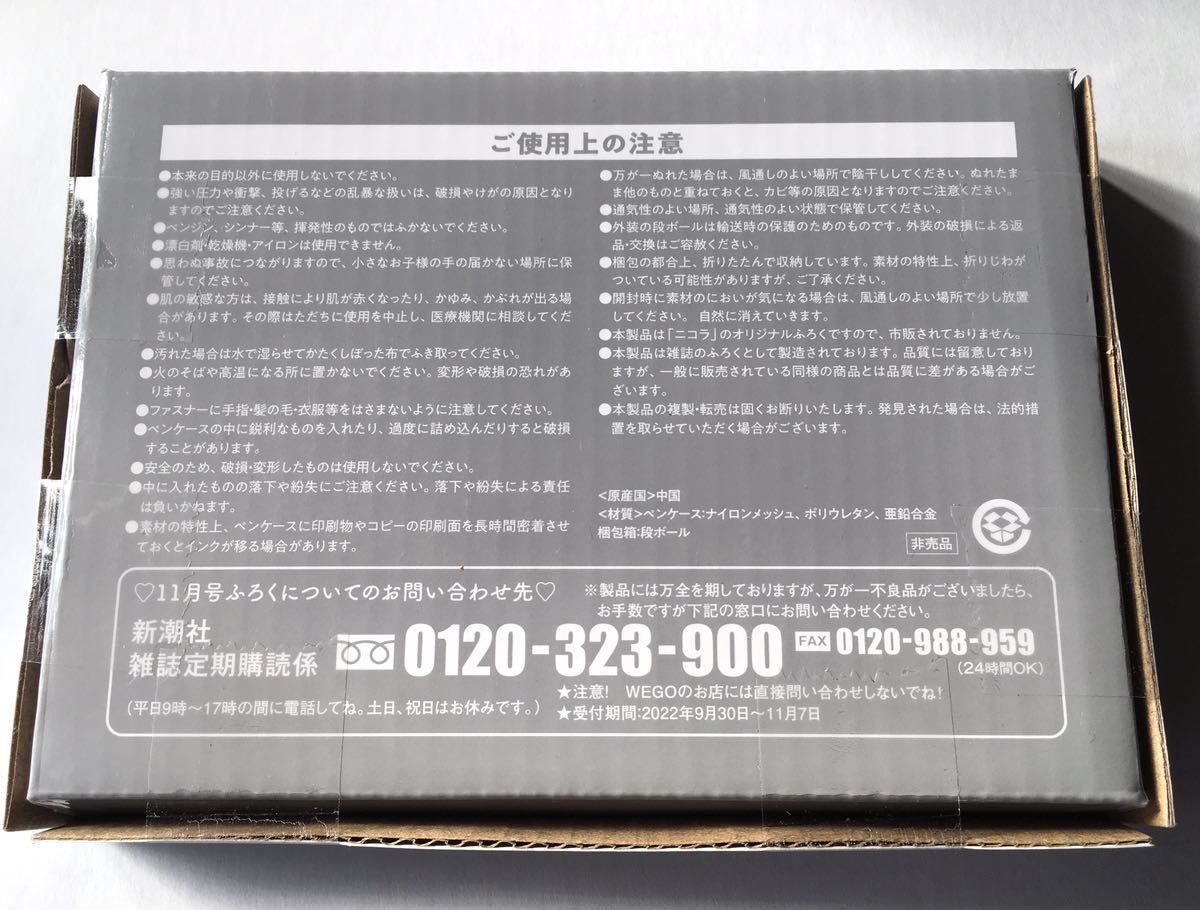 ご使用上の注意
●本来の目的以外に使用しないでください。
●強い圧力や衝撃、投げるなどの乱暴な扱いは、破損やけがの原因となり
ますのでご注意ください。
●ベンジン、シンナー等、揮発性のものではふかないでください。
●漂白剤・乾燥機・アイロンは使用できません。
●思わぬ事故につながりますので、小さなお子様の手の届かない場所に保
管してください。
●肌の敏感な方は、接触により肌が赤くなったり、かゆみ、かぶれが出る場
合があります。その際はただちに使用を中止し、医療機関に相談してくだ
さい。
●汚れた場合は水で湿らせてかたくしぼった布でふき取ってください。
●火のそばや高温になる所に置かないでください。変形や破損の恐れがあ
ります。
●ファスナーに手指・髪の毛・衣服等をはさまないように注意してください。
●ペンケースの中に鋭利なものを入れたり、過度に詰め込んだりすると破損
することがあります。
●安全のため、破損・変形したものは使用しないでください。
●中に入れたものの落下や紛失にご注意ください。落下や紛失による責任
は負いかねます。
●素材の特性上、ペンケースに印刷物やコピーの印刷面を長時間密着させ
ておくとインクが移る場合があります。
●万が一ぬれた場合は、風通しのよい場所で陰干ししてください。ぬれたま
ま他のものと重ねておくと、カビ等の原因となりますのでご注意ください。
●通気性のよい場所、通気性のよい状態で保管してください。
●外装の段ボールは輸送時の保護のためのものです。外装の破損による返
品・交換はご容赦ください。
●梱包の都合上、折りたたんで収納しています。素材の特性上、折りじわが
ついている可能性がありますが、ご了承ください。
●開封時に素材のにおいが気になる場合は、風通しのよい場所で少し放置
してください。 自然に消えていきます。
●本製品は「ニコラ」のオリジナルふろくですので、市販されておりません。
●本製品は雑誌のふろくとして製造されております。品質には留意しており
ますが、一般に販売されている同様の商品とは品質に差がある場合がご
ざいます。
●本製品の複製・転売は固くお断りいたします。発見された場合は、法的措
置を取らせていただく場合がございます。
<原産国>中国
<材質>ペンケース:ナイロンメッシュ、ポリウレタン、亜鉛合金
梱包箱:段ボール
非売品
♡11月号ふろくについてのお問い合わせ先♡
※製品には万全を期しておりますが、万が一不良品がございましたら、
お手数ですが下記の窓口にお問い合わせください。
新潮社
雑誌定期購読係
0120-323-900
FAX 0120-988-959
(24時間OK)
(平日9時〜17時の間に電話してね。土日、祝日はお休みです。)
★注意! WEGOのお店には直接問い合わせしないでね!
★受付期間:2022年9月30日〜11月7日